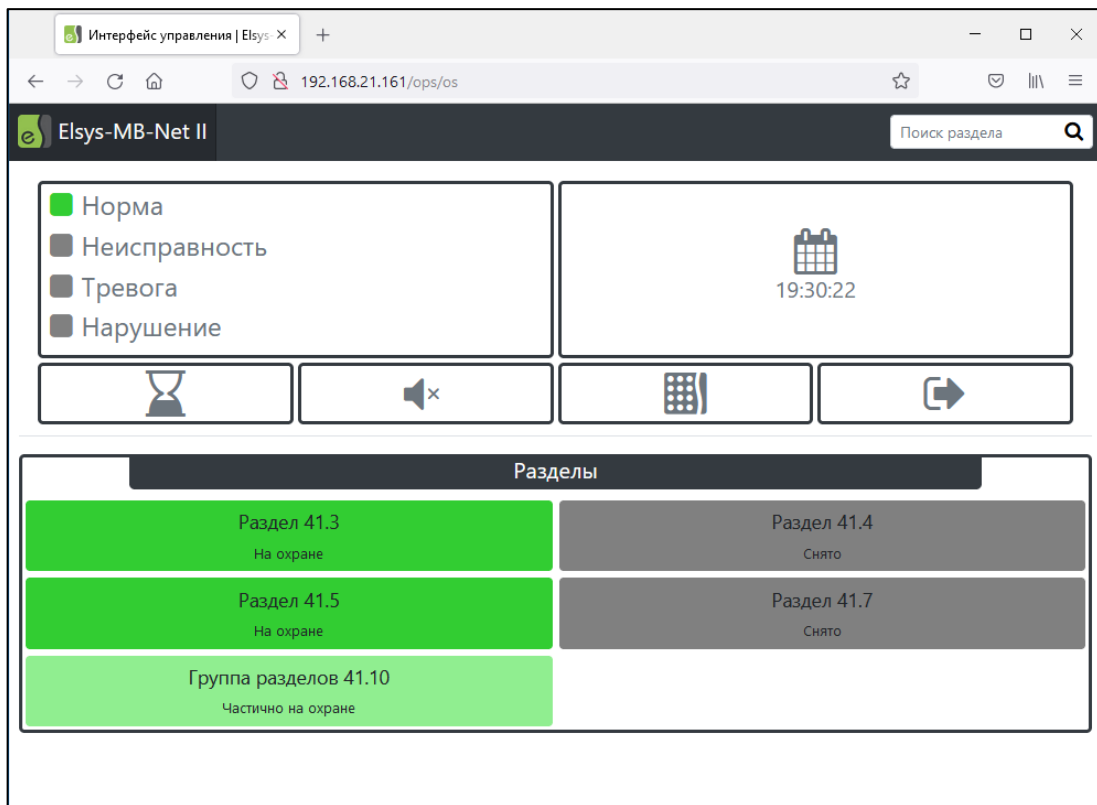 Интерфейс управления | Elsys-
192.168.21.161/ops/os
Elsys-MB-Net II
Поиск раздела
Норма
Неисправность
Тревога
Нарушение
19:30:22
Разделы
Раздел 41.3
На охране
Раздел 41.4
Снято
Раздел 41.5
На охране
Раздел 41.7
Снято
Группа разделов 41.10
Частично на охране